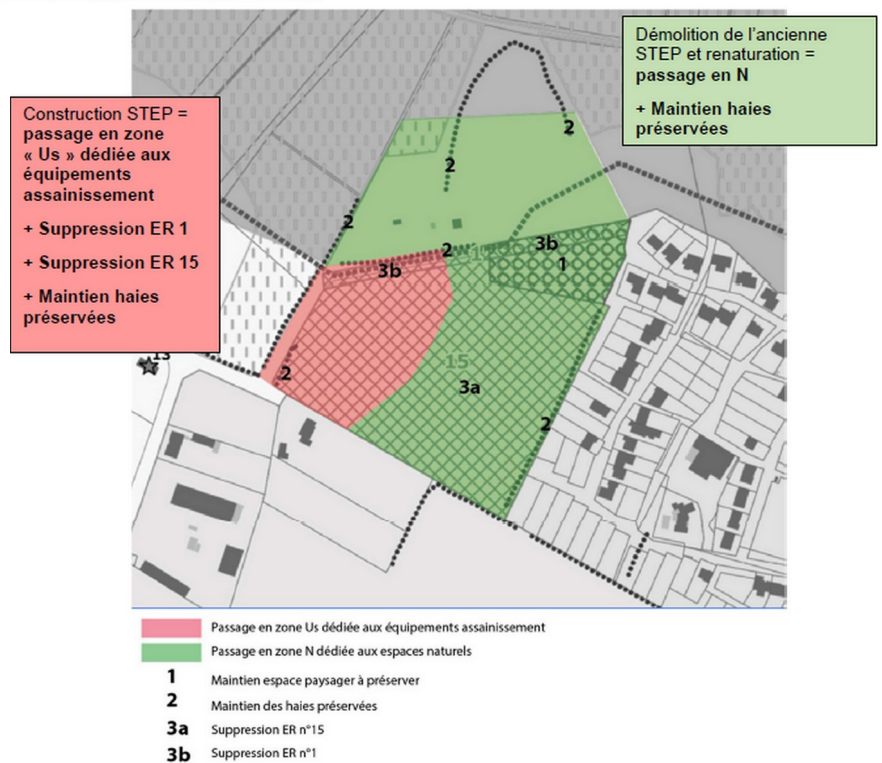 Démolition de l'ancienne
STEP et renaturation =
passage en N
+ Maintien haies
préservées
Construction STEP =
passage en zone
« Us » dédiée aux
équipements
assainissement
+ Suppression ER 1
+ Suppression ER 15
+ Maintien haies
préservées
2
2
2
2
3b
1
3b
13
2
15
3a
2
Passage en zone Us dédiée aux équipements assainissement
Passage en zone N dédiée aux espaces naturels
1 Maintien espace paysager à préserver
2 Maintien des haies préservées
3a Suppression ER n°15
3b Suppression ER n°1